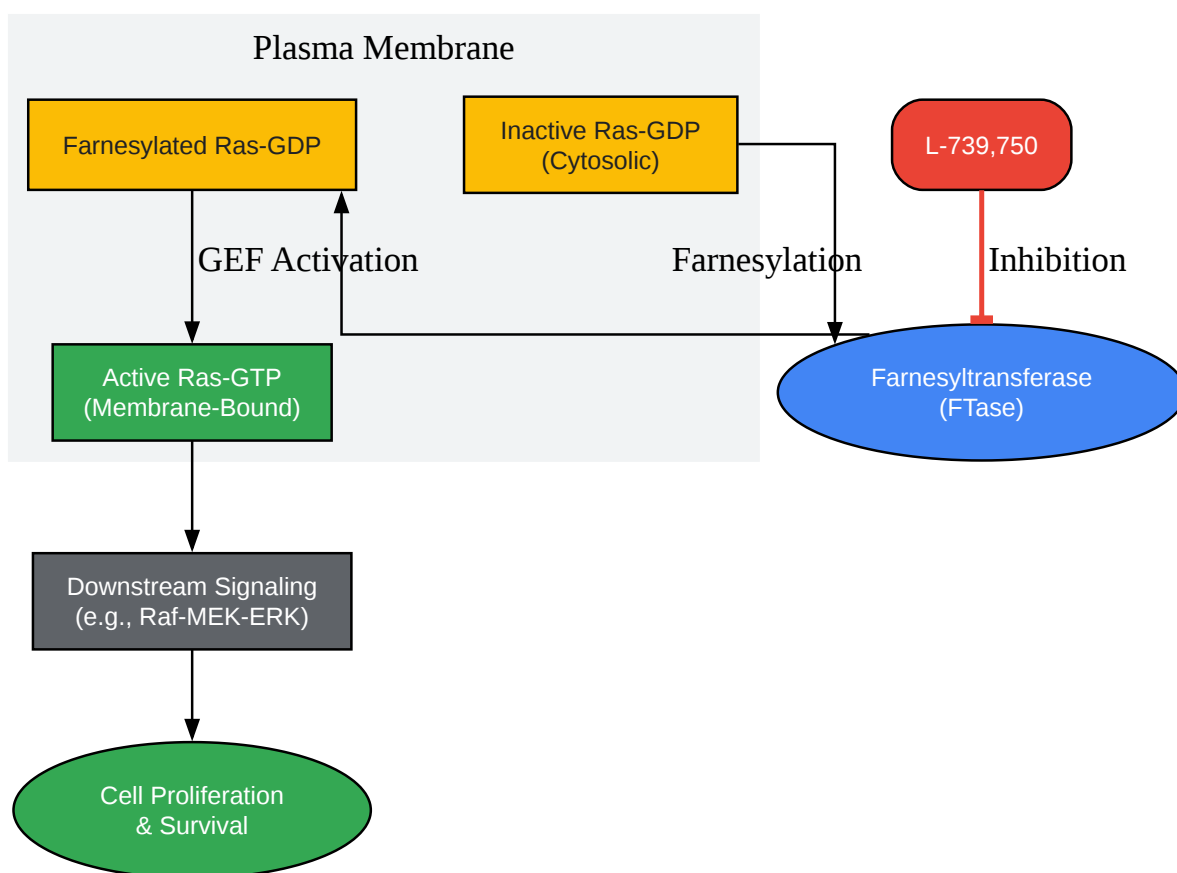 Plasma Membrane
Farnesylated Ras-GDP
Inactive Ras-GDP
(Cytosolic)
L-739,750
GEF Activation
Farnesylation
Inhibition
Active Ras-GTP
(Membrane-Bound)
Farnesyltransferase
(FTase)
Downstream Signaling
(e.g., Raf-MEK-ERK)
Cell Proliferation
& Survival